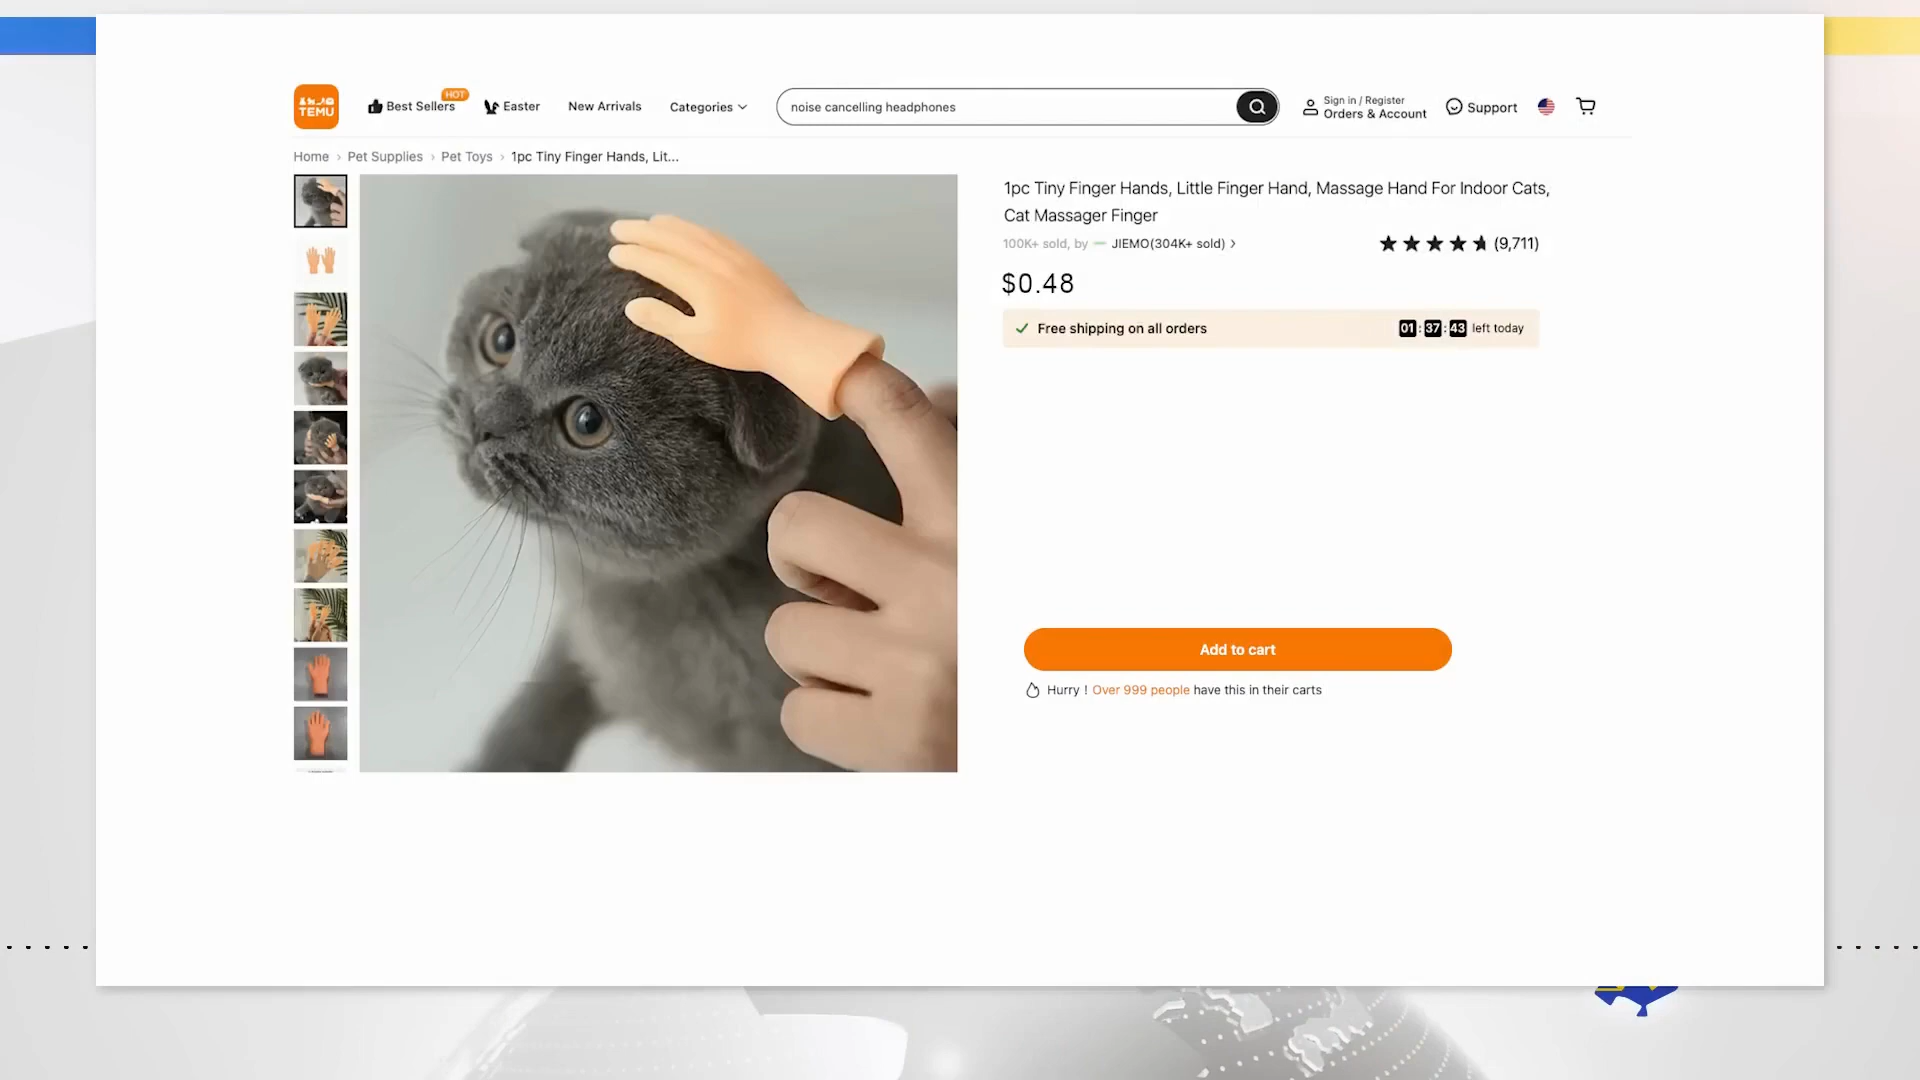 TEMU
Best Sellers
HOT
Easter
New Arrivals
Categories
noise cancelling headphones
Sign in / Register
Orders & Account
Support
Home › Pet Supplies › Pet Toys › 1pc Tiny Finger Hands, Lit...
1pc Tiny Finger Hands, Little Finger Hand, Massage Hand For Indoor Cats,
Cat Massager Finger
100K+ sold, by JIEMO(304K+ sold) ›
(9,711)
$0.48
Free shipping on all orders
01:37:43 left today
Add to cart
Hurry ! Over 999 people have this in their carts